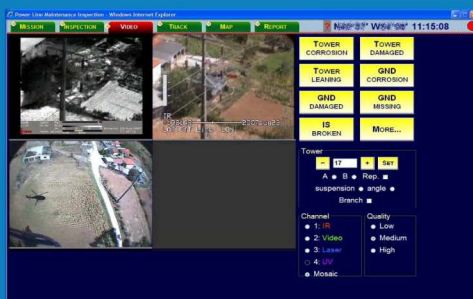 Power Line Maintenance Inspection - Windows Internet Explorer
MISSION INSPECTION VIDEO TRACK MAP REPORT ? 11:15:08
TOWER CORROSION
TOWER DAMAGED
TOWER LEANING
GND CORROSION
GND DAMAGED
GND MISSING
IS BROKEN
MORE...
IR
Tower
- 17 + SET
A B Rep.
suspension angle
Branch
Channel
1: IR
2: Video
3: Laser
4: UV
Mosaic
Quality
Low
Medium
High